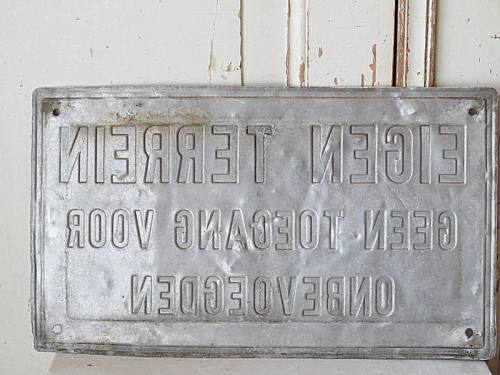 EIGEN TERREIN
GEEN TOEGANG VOOR
ONBEVOEGDEN